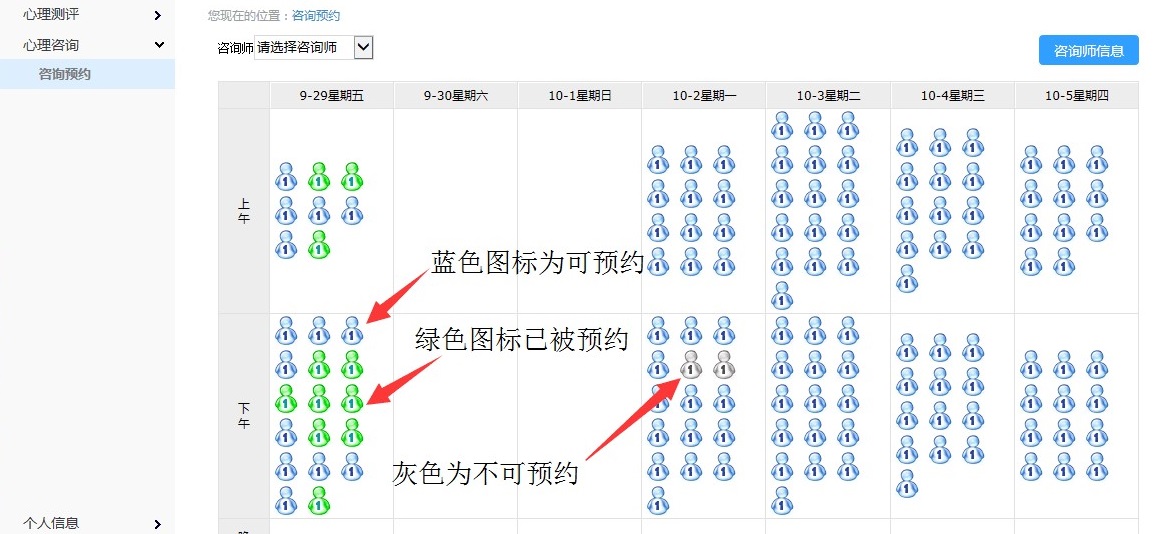 心理测评
心理咨询
咨询预约
个人信息
您现在的位置：咨询预约
咨询师 请选择咨询师
咨询师信息
9-29星期五 9-30星期六 10-1星期日 10-2星期一 10-3星期二 10-4星期三 10-5星期四
上午
蓝色图标为可预约
绿色图标已被预约
下午
灰色为不可预约